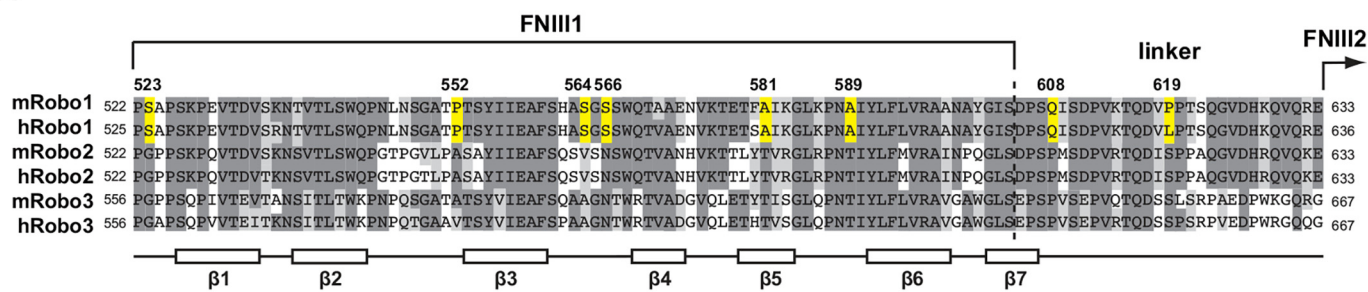 FNIII1
linker
FNIII2
523 552 564 566 581 589 608 619
mRobo1 522 PSAPSKPEVTDVSKNTVTLSWQPNLNSGATPTSYIIEAFSHASGSSWQTAAENVKTETFAIKGLKPNAIYLFLVRAANAYGISDPSQISDPVKTQDVPPTSQGVDHKQVQRE 633
hRobo1 525 PSAPSKPEVTDVSRNTVTLSWQPNLNSGATPTSYIIEAFSHASGSSWQTVAENVKTETSAIKGLKPNAIYLFLVRAANAYGISDPSQISDPVKTQDVLPTSQGVDHKQVQRE 636
mRobo2 522 PGPPSKPQVTDVSKNSVTLSWQPGTPGVLPASAYIIEAFSQSVSNSWQTVANHVKTTLYTVRGLRPNTIYLFMVRAINPQGLSDPSPMSDPVRTQDISPPAQGVDHRQVQKE 633
hRobo2 522 PGPPSKPQVTDVTKNSVTLSWQPGTPGTLPASAYIIEAFSQSVSNSWQTVANHVKTTLYTVRGLRPNTIYLFMVRAINPQGLSDPSPMSDPVRTQDISPPAQGVDHRQVQKE 633
mRobo3 556 PGPPSQPIVTEVTANSITLTWKPNPQSGATATSYVIEAFSQAAGNTWRTVADGVQLETYTISGLQPNTIYLFLVRAVGAWGLSEPSPVSEPVQTQDSSLSRPAEDPWKGQRG 667
hRobo3 556 PGAPSQPVVTEITKNSITLTWKPNPQTGAAVTSYVIEAFSPAAGNTWRTVADGVQLETHTVSGLQPNTIYLFLVRAVGAWGLSEPSPVSEPVRTQDSSPSRPVEDPWRGQQG 667
β1 β2 β3 β4 β5 β6 β7